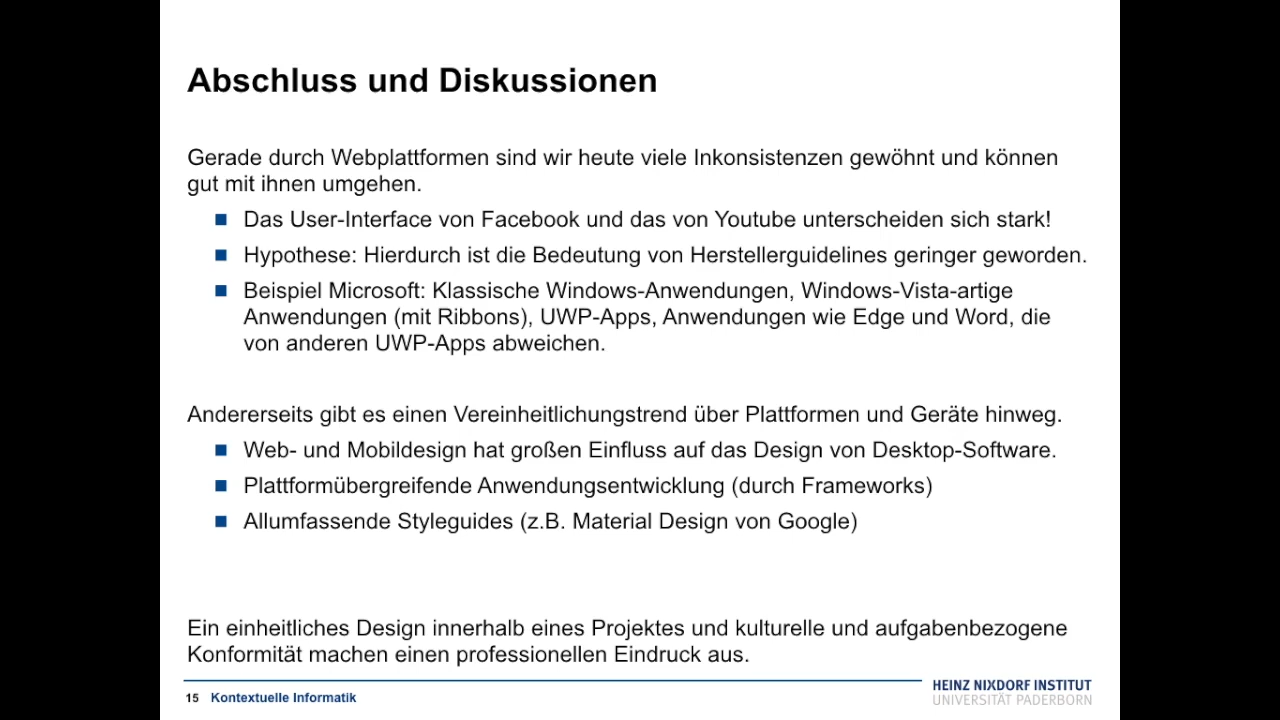 Abschluss und Diskussionen
Gerade durch Webplattformen sind wir heute viele Inkonsistenzen gewöhnt und können
gut mit ihnen umgehen.
Das User-Interface von Facebook und das von Youtube unterscheiden sich stark!
Hypothese: Hierdurch ist die Bedeutung von Herstellerguidelines geringer geworden.
Beispiel Microsoft: Klassische Windows-Anwendungen, Windows-Vista-artige
Anwendungen (mit Ribbons), UWP-Apps, Anwendungen wie Edge und Word, die
von anderen UWP-Apps abweichen.
Andererseits gibt es einen Vereinheitlichungstrend über Plattformen und Geräte hinweg.
Web- und Mobildesign hat großen Einfluss auf das Design von Desktop-Software.
Plattformübergreifende Anwendungsentwicklung (durch Frameworks)
Allumfassende Styleguides (z.B. Material Design von Google)
Ein einheitliches Design innerhalb eines Projektes und kulturelle und aufgabenbezogene
Konformität machen einen professionellen Eindruck aus.
15 Kontextuelle Informatik
HEINZ NIXDORF INSTITUT
UNIVERSITÄT PADERBORN